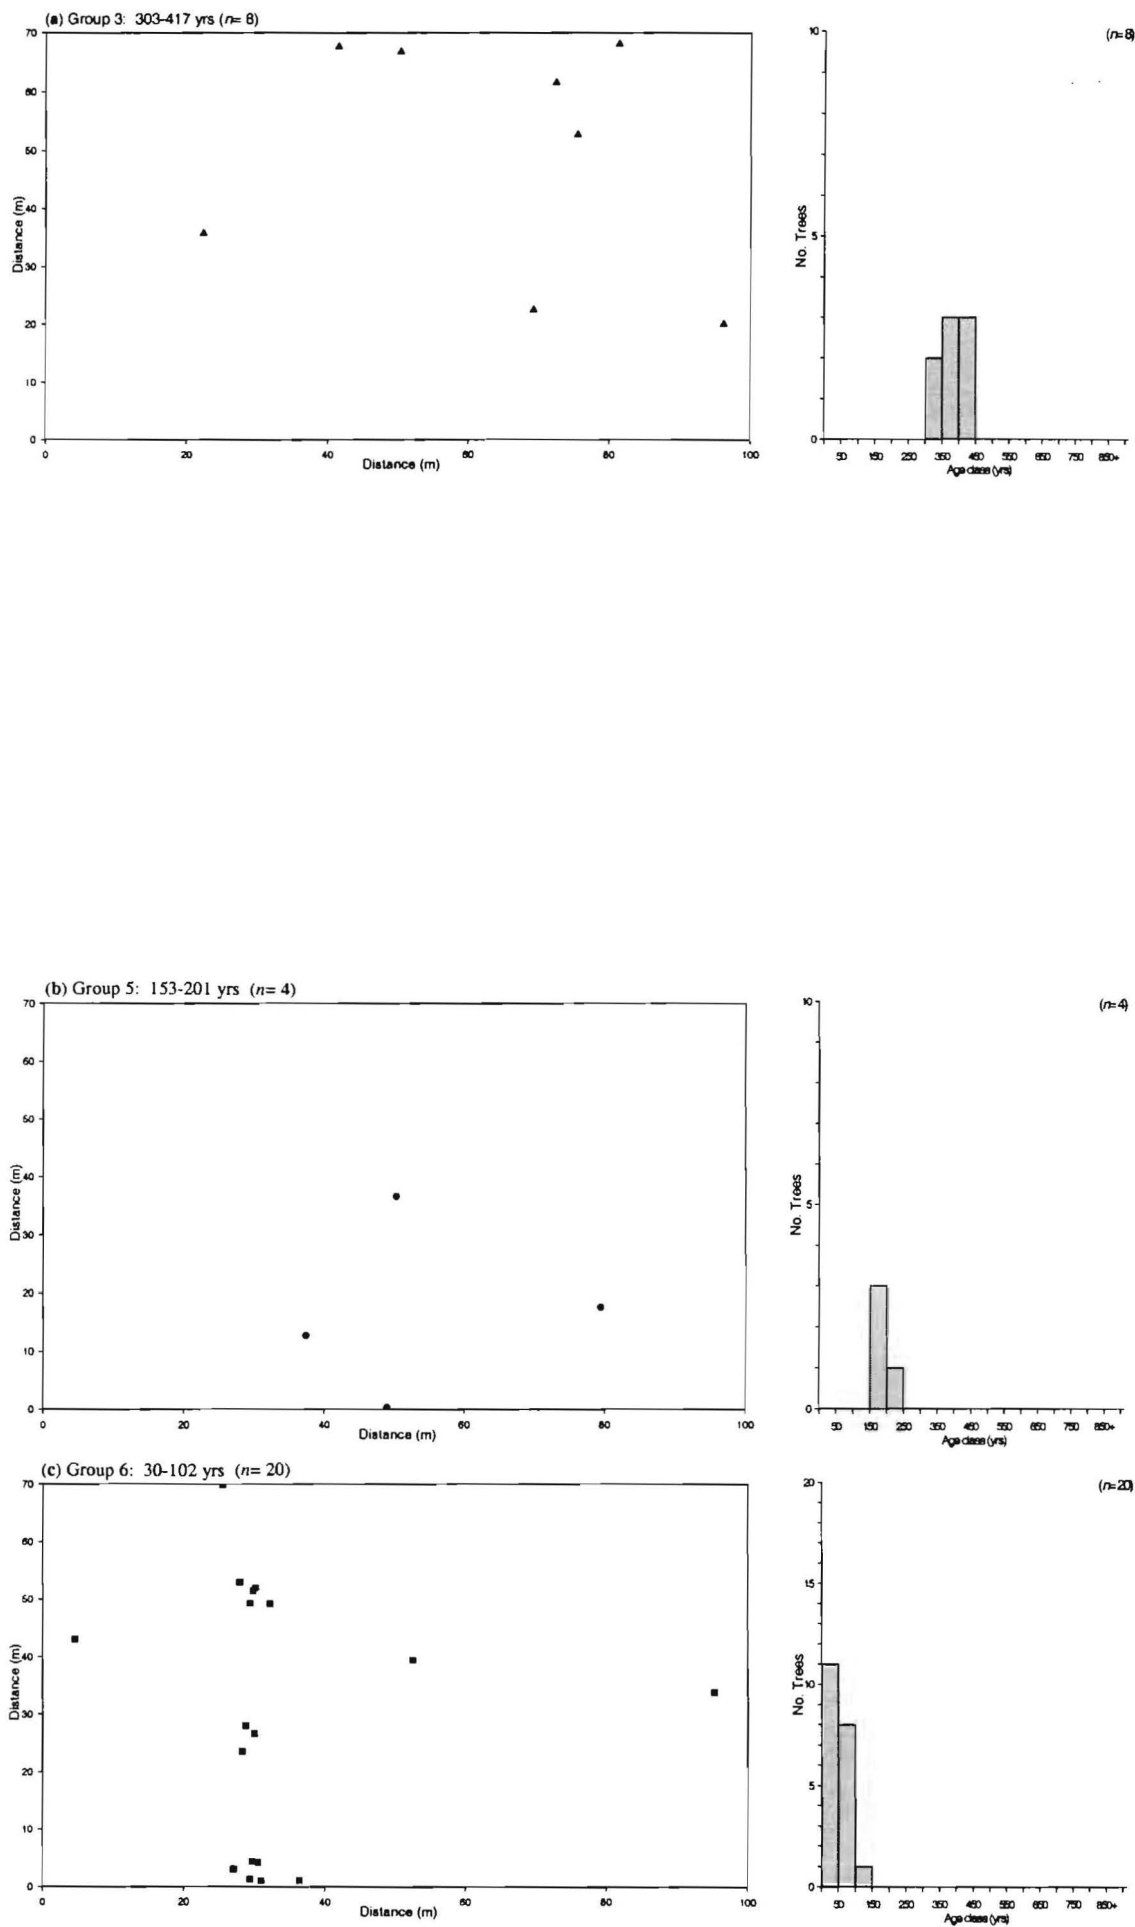 (a) Group 3: 303-417 yrs (n= 8)
70
60
50
40
30
20
10
0
Distance (m)
0 20 40 60 80 100
Distance (m)
(n=8)
10
5
0
No. Trees
50 150 250 350 450 550 650 750 850+
Age class (yrs)
(b) Group 5: 153-201 yrs (n= 4)
70
60
50
40
30
20
10
0
Distance (m)
0 20 40 60 80 100
Distance (m)
(n=4)
10
5
0
No. Trees
50 150 250 350 450 550 650 750 850+
Age class (yrs)
(c) Group 6: 30-102 yrs (n= 20)
70
60
50
40
30
20
10
0
Distance (m)
0 20 40 60 80 100
Distance (m)
(n=20)
20
15
10
5
0
No. Trees
50 150 250 350 450 550 650 750 850+
Age class (yrs)